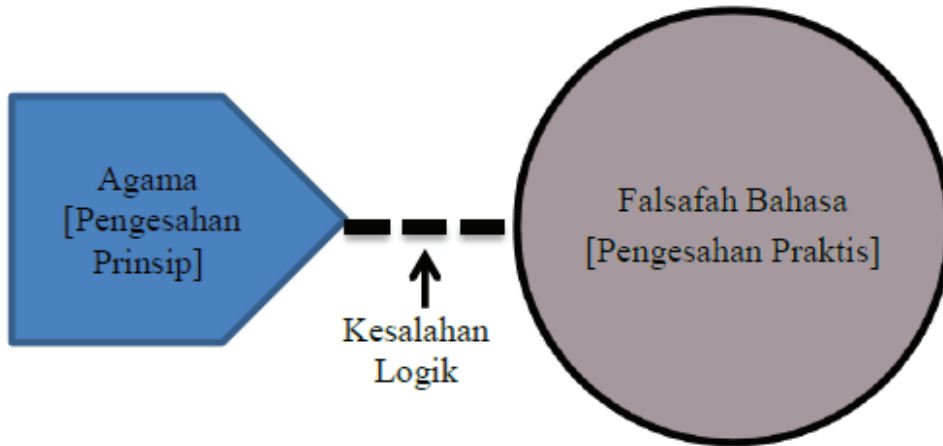 Agama
[Pengesahan
Prinsip]
Kesalahan
Logik
Falsafah Bahasa
[Pengesahan Praktis]